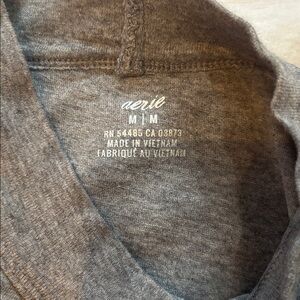 aerie
M | M
RN 54485 CA 03873
MADE IN VIETNAM
FABRIQUÉ AU VIETNAM